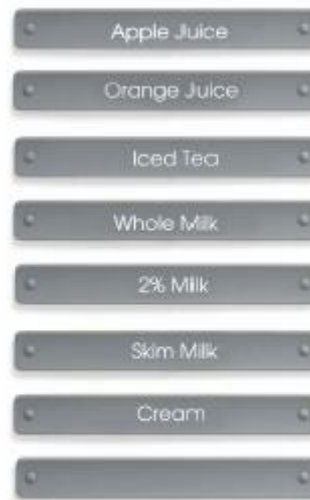 Apple Juice
Orange Juice
Iced Tea
Whole Milk
2% Milk
Skim Milk
Cream